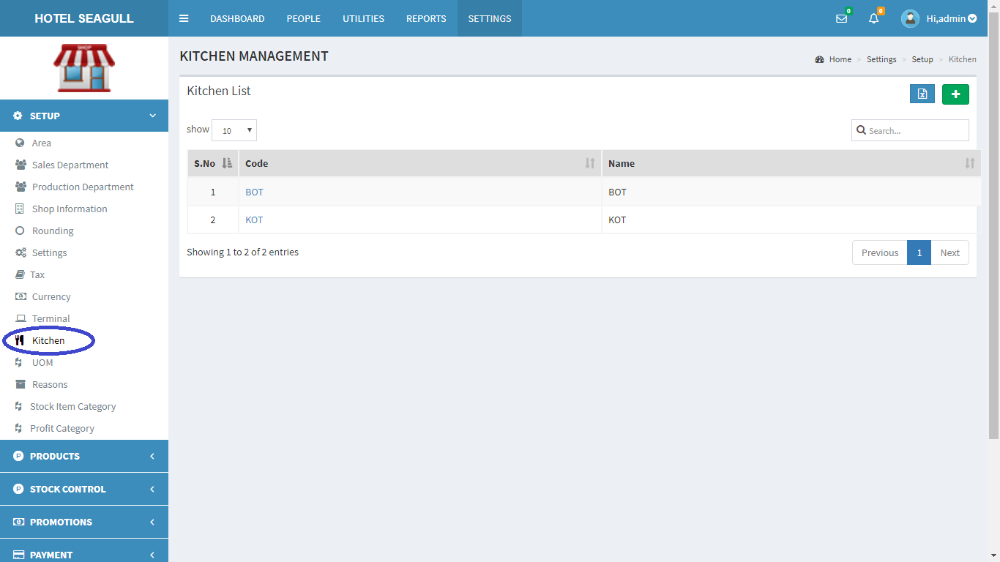 HOTEL SEAGULL
DASHBOARD PEOPLE UTILITIES REPORTS SETTINGS
0 0 Hi,admin
SHOP
KITCHEN MANAGEMENT
Home > Settings > Setup > Kitchen
SETUP
Area
Sales Department
Production Department
Shop Information
Rounding
Settings
Tax
Currency
Terminal
Kitchen
UOM
Reasons
Stock Item Category
Profit Category
PRODUCTS
STOCK CONTROL
PROMOTIONS
PAYMENT
Kitchen List
show 10
Search...
S.No Code Name
1 BOT BOT
2 KOT KOT
Showing 1 to 2 of 2 entries
Previous 1 Next